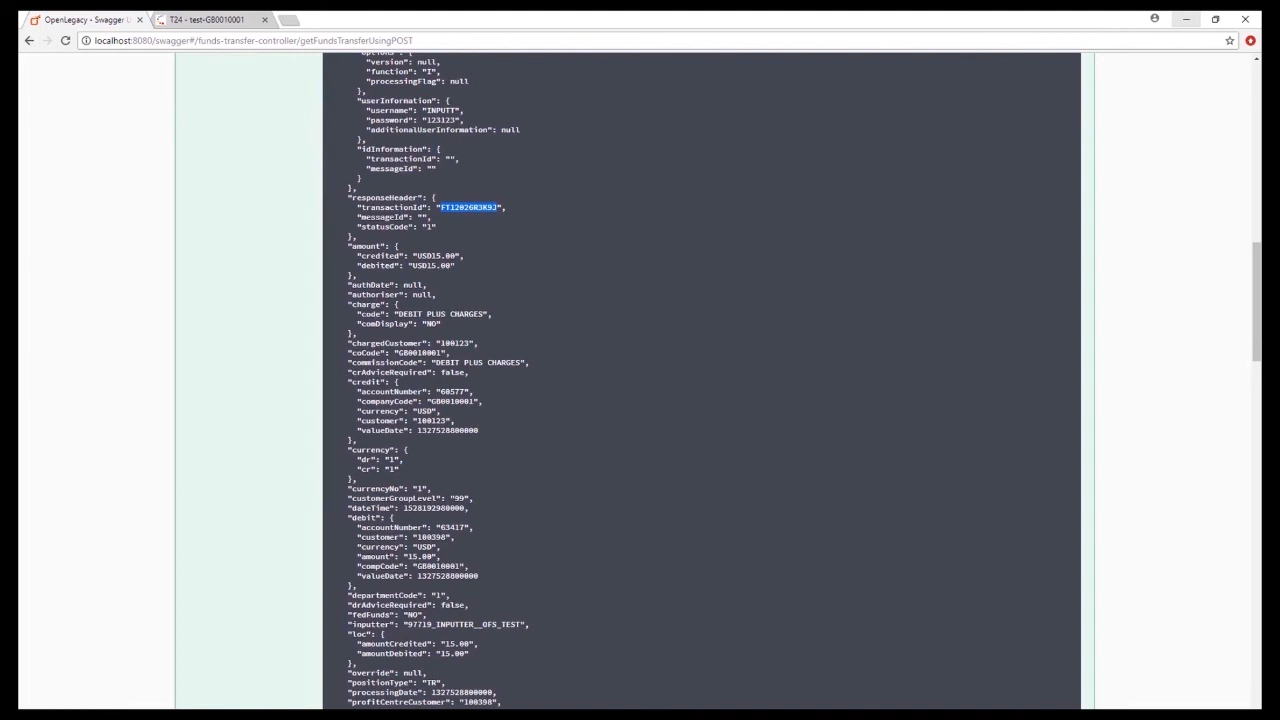 OpenLegacy - Swagger U
T24 - test-GB0010001
localhost:8080/swagger#/funds-transfer-controller/getFundsTransferUsingPOST
"options": {
"version": null,
"function": "I",
"processingFlag": null
},
"userInformation": {
"username": "INPUTT",
"password": "123123",
"additionalUserInformation": null
},
"idInformation": {
"transactionId": "",
"messageId": ""
}
},
"responseHeader": {
"transactionId": "FT12026R3K9J",
"messageId": "",
"statusCode": "1"
},
"amount": {
"credited": "USD15.00",
"debited": "USD15.00"
},
"authDate": null,
"authoriser": null,
"charge": {
"code": "DEBIT PLUS CHARGES",
"comDisplay": "NO"
},
"chargedCustomer": "100123",
"coCode": "GB0010001",
"commissionCode": "DEBIT PLUS CHARGES",
"crAdviceRequired": false,
"credit": {
"accountNumber": "60577",
"companyCode": "GB0010001",
"currency": "USD",
"customer": "100123",
"valueDate": 1327528800000
},
"currency": {
"dr": "1",
"cr": "1"
},
"currencyNo": "1",
"customerGroupLevel": "99",
"dateTime": 1528192980000,
"debit": {
"accountNumber": "63417",
"customer": "100398",
"currency": "USD",
"amount": "15.00",
"compCode": "GB0010001",
"valueDate": 1327528800000
},
"departmentCode": "1",
"drAdviceRequired": false,
"fedFunds": "NO",
"inputter": "97719_INPUTTER__OFS_TEST",
"loc": {
"amountCredited": "15.00",
"amountDebited": "15.00"
},
"override": null,
"positionType": "TR",
"processingDate": 1327528800000,
"profitCentreCustomer": "100398",